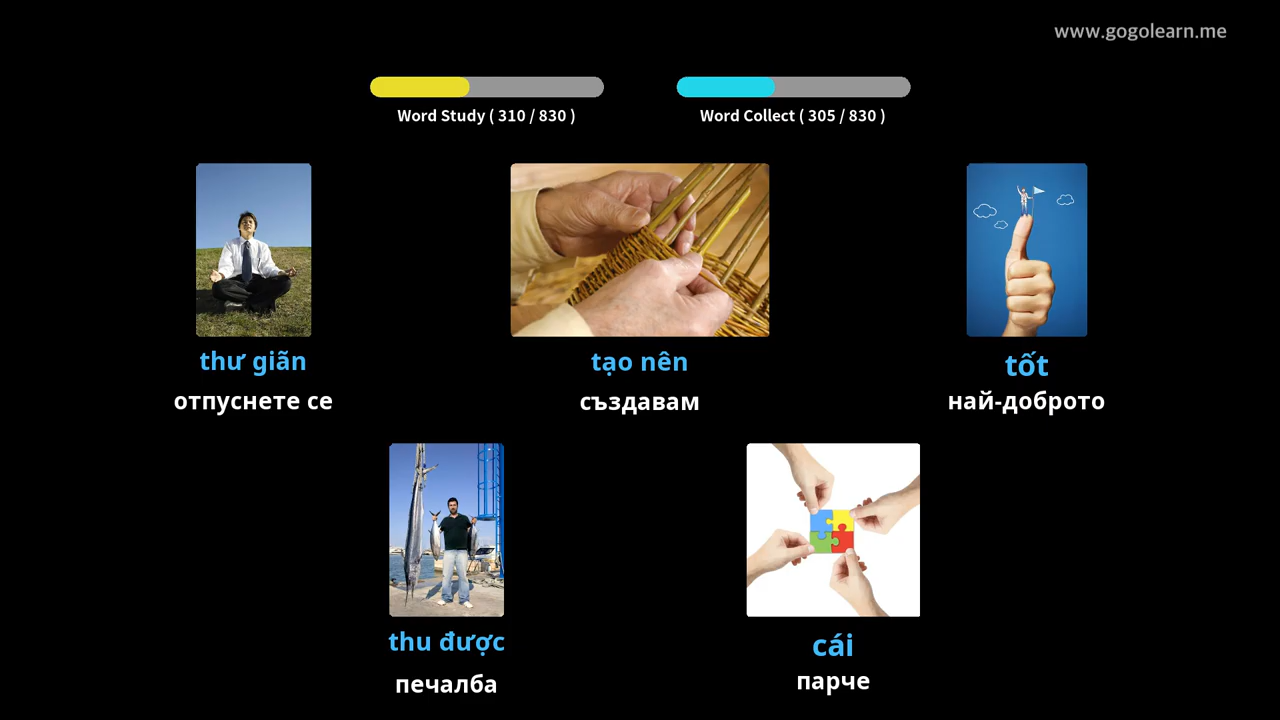 www.gogolearn.me
Word Study ( 310 / 830 )
Word Collect ( 305 / 830 )
thư giãn
отпуснете се
tạo nên
създавам
tốt
най-доброто
thu được
печалба
cái
парче